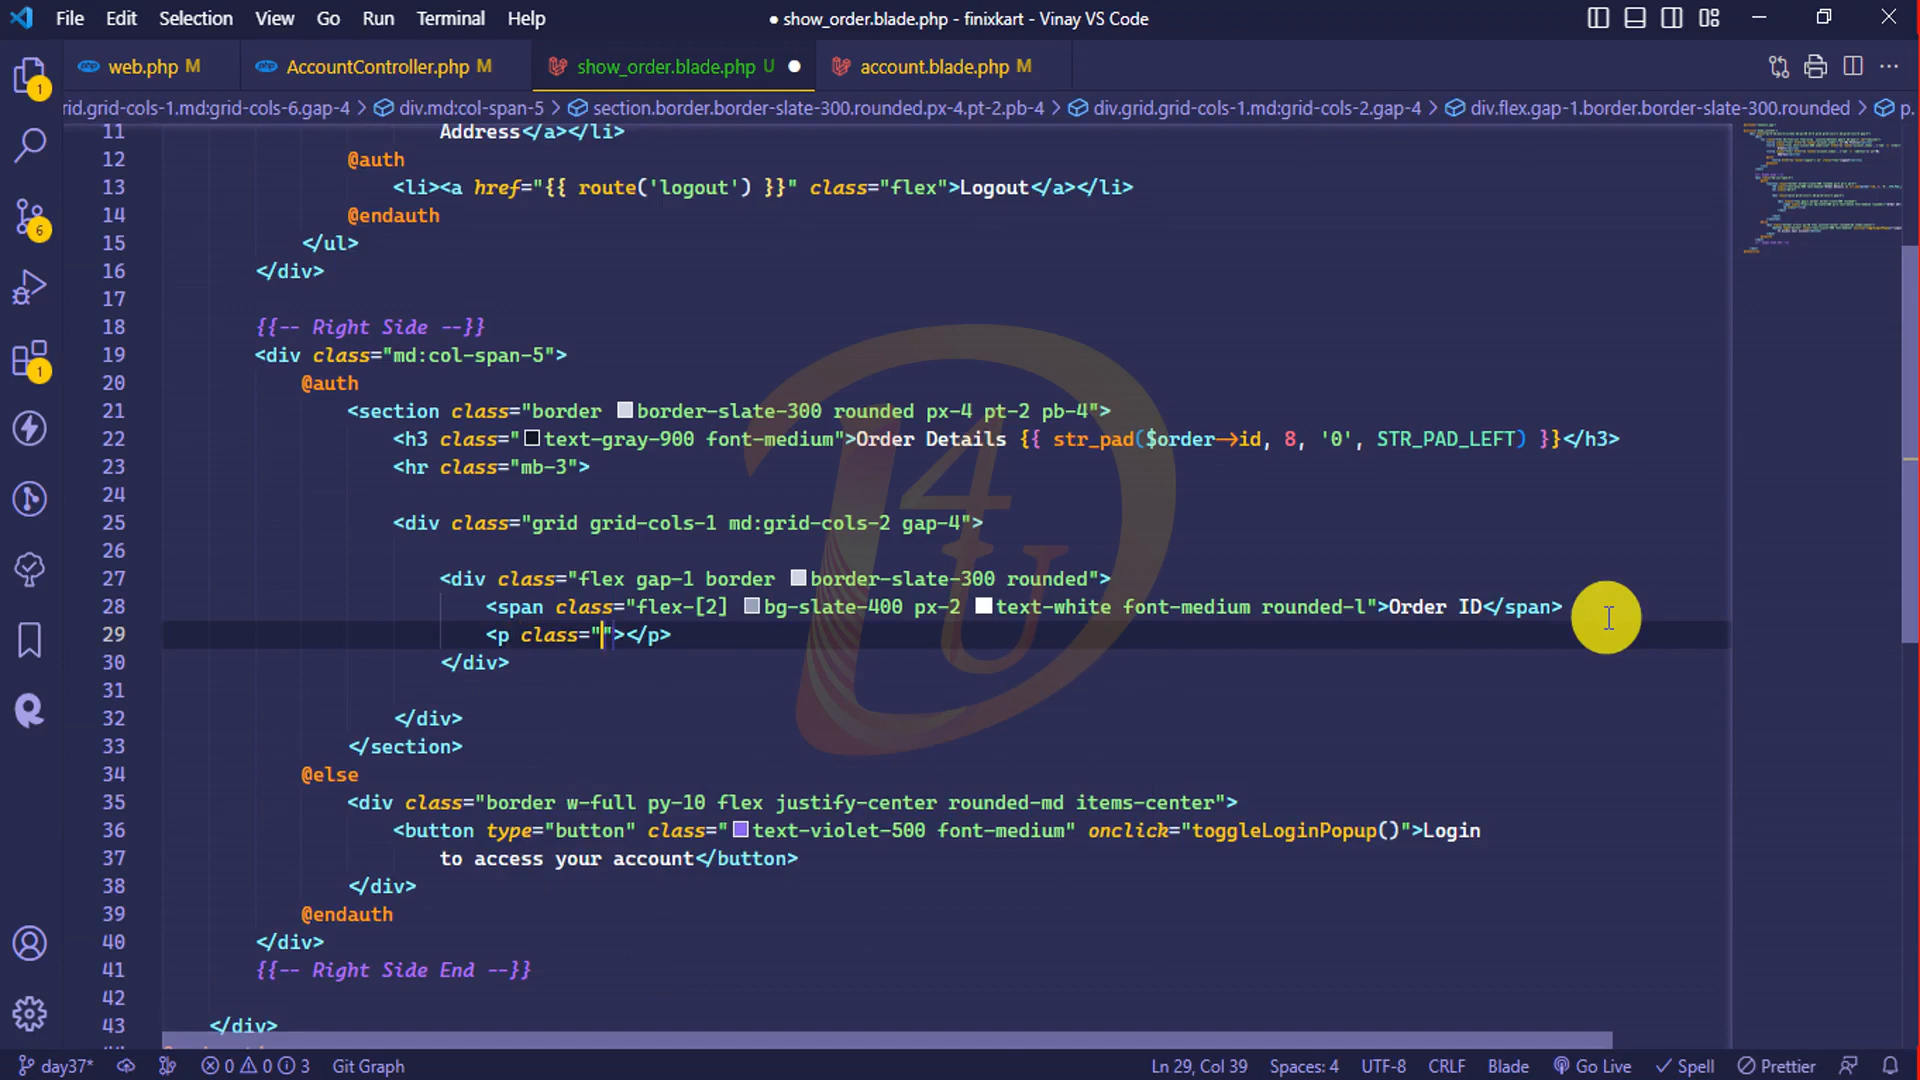 File Edit Selection View Go Run Terminal Help
● show_order.blade.php - finixkart - Vinay VS Code
web.php M AccountController.php M show_order.blade.php U ● account.blade.php M
rid.grid-cols-1.md:grid-cols-6.gap-4 > div.md:col-span-5 > section.border.border-slate-300.rounded.px-4.pt-2.pb-4 > div.grid.grid-cols-1.md:grid-cols-2.gap-4 > div.flex.gap-1.border.border-slate-300.rounded > p.
11 Address</a></li>
12 @auth
13 <li><a href="{{ route('logout') }}" class="flex">Logout</a></li>
14 @endauth
15 </ul>
16 </div>
17
18 {{-- Right Side --}}
19 <div class="md:col-span-5">
20 @auth
21 <section class="border border-slate-300 rounded px-4 pt-2 pb-4">
22 <h3 class="text-gray-900 font-medium">Order Details {{ str_pad($order->id, 8, '0', STR_PAD_LEFT) }}</h3>
23 <hr class="mb-3">
24
25 <div class="grid grid-cols-1 md:grid-cols-2 gap-4">
26
27 <div class="flex gap-1 border border-slate-300 rounded">
28 <span class="flex-[2] bg-slate-400 px-2 text-white font-medium rounded-l">Order ID</span>
29 <p class=""></p>
30 </div>
31
32 </div>
33 </section>
34 @else
35 <div class="border w-full py-10 flex justify-center rounded-md items-center">
36 <button type="button" class="text-violet-500 font-medium" onclick="toggleLoginPopup()">Login
37 to access your account</button>
38 </div>
39 @endauth
40 </div>
41 {{-- Right Side End --}}
42
43 </div>
1
6
1
4
U
day37* 0 0 3 Git Graph Ln 29, Col 39 Spaces: 4 UTF-8 CRLF Blade Go Live Spell Prettier